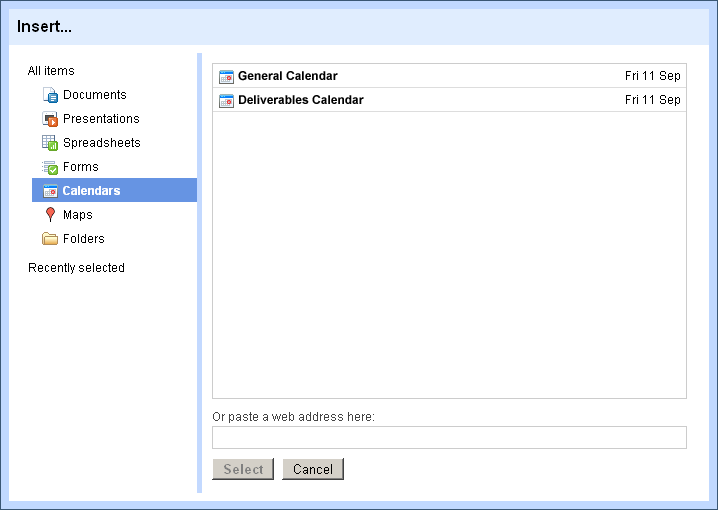 Insert...
All items
Documents
Presentations
Spreadsheets
Forms
Calendars
Maps
Folders
Recently selected
General Calendar Fri 11 Sep
Deliverables Calendar Fri 11 Sep
Or paste a web address here:
Select Cancel